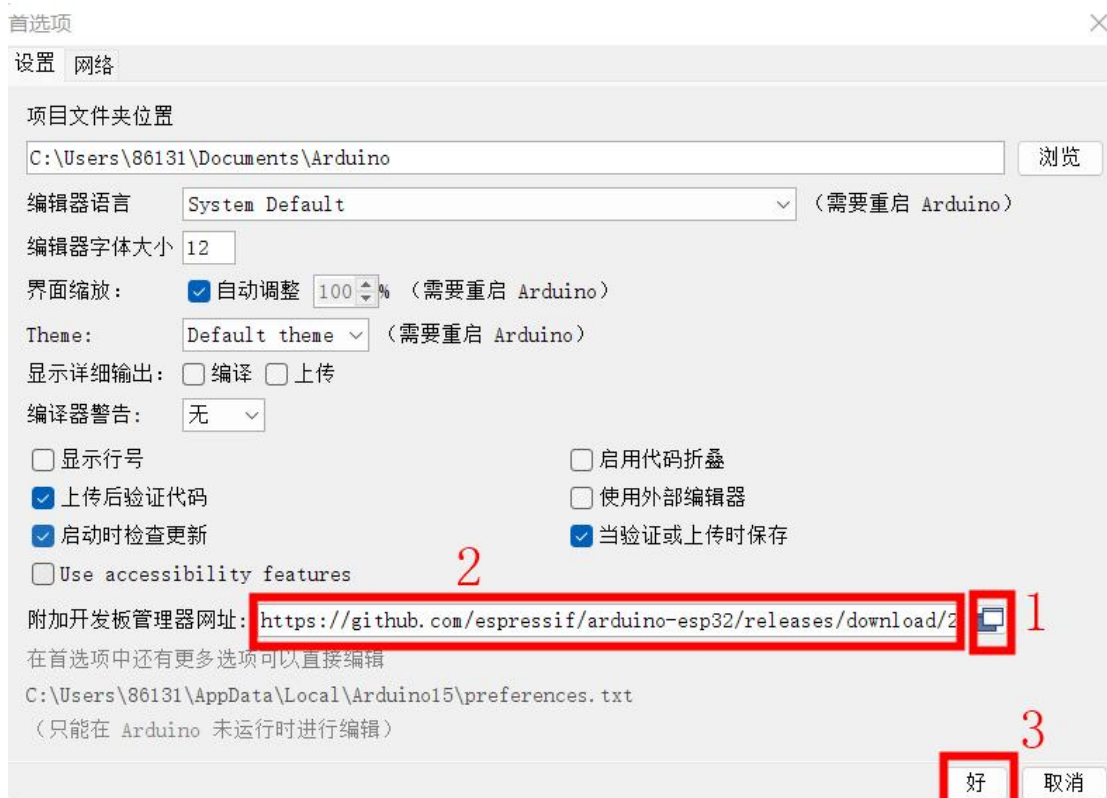 首选项
设置 网络
项目文件夹位置
C:\Users\86131\Documents\Arduino 浏览
编辑器语言 System Default （需要重启 Arduino）
编辑器字体大小 12
界面缩放： 自动调整 100 % （需要重启 Arduino）
Theme: Default theme （需要重启 Arduino）
显示详细输出： 编译 上传
编译器警告: 无
显示行号 启用代码折叠
上传后验证代码 使用外部编辑器
启动时检查更新 当验证或上传时保存
Use accessibility features 2
附加开发板管理器网址: https://github.com/espressif/arduino-esp32/releases/download/2 1
在首选项中还有更多选项可以直接编辑
C:\Users\86131\AppData\Local\Arduino15\preferences.txt
（只能在 Arduino 未运行时进行编辑）
3
好 取消